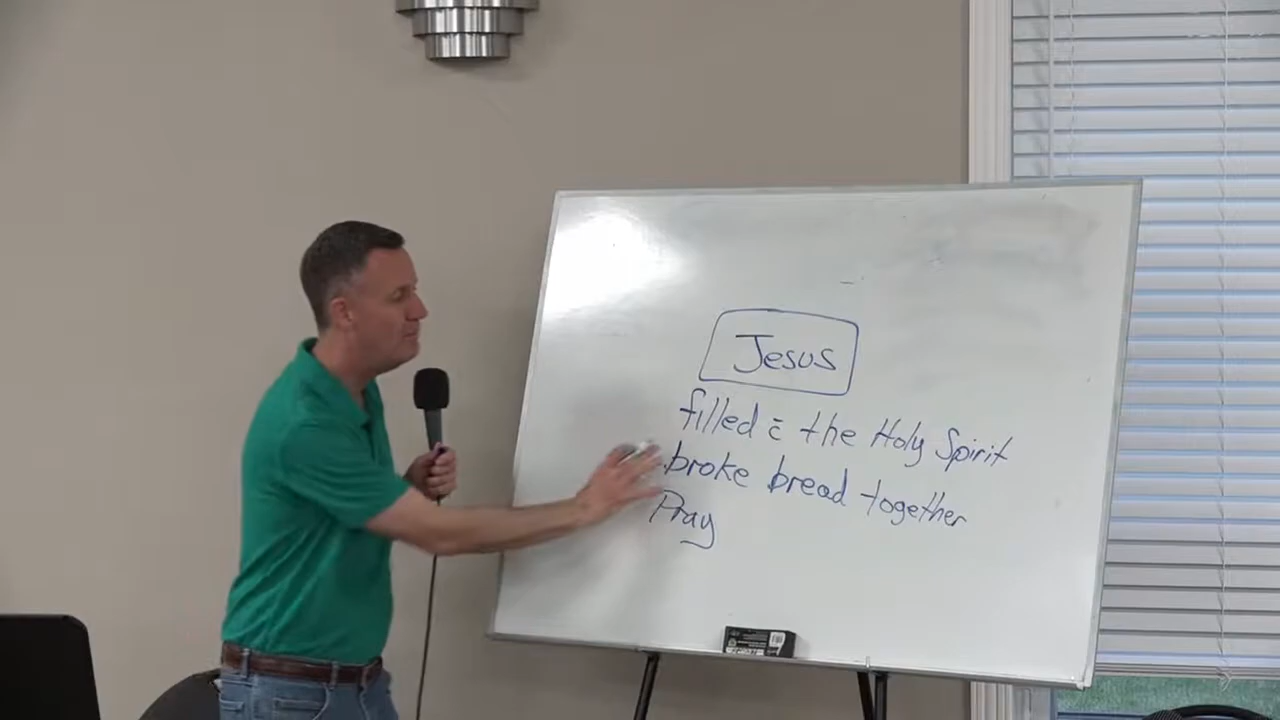 Jesus
filled c̄ the Holy Spirit
broke bread together
Pray